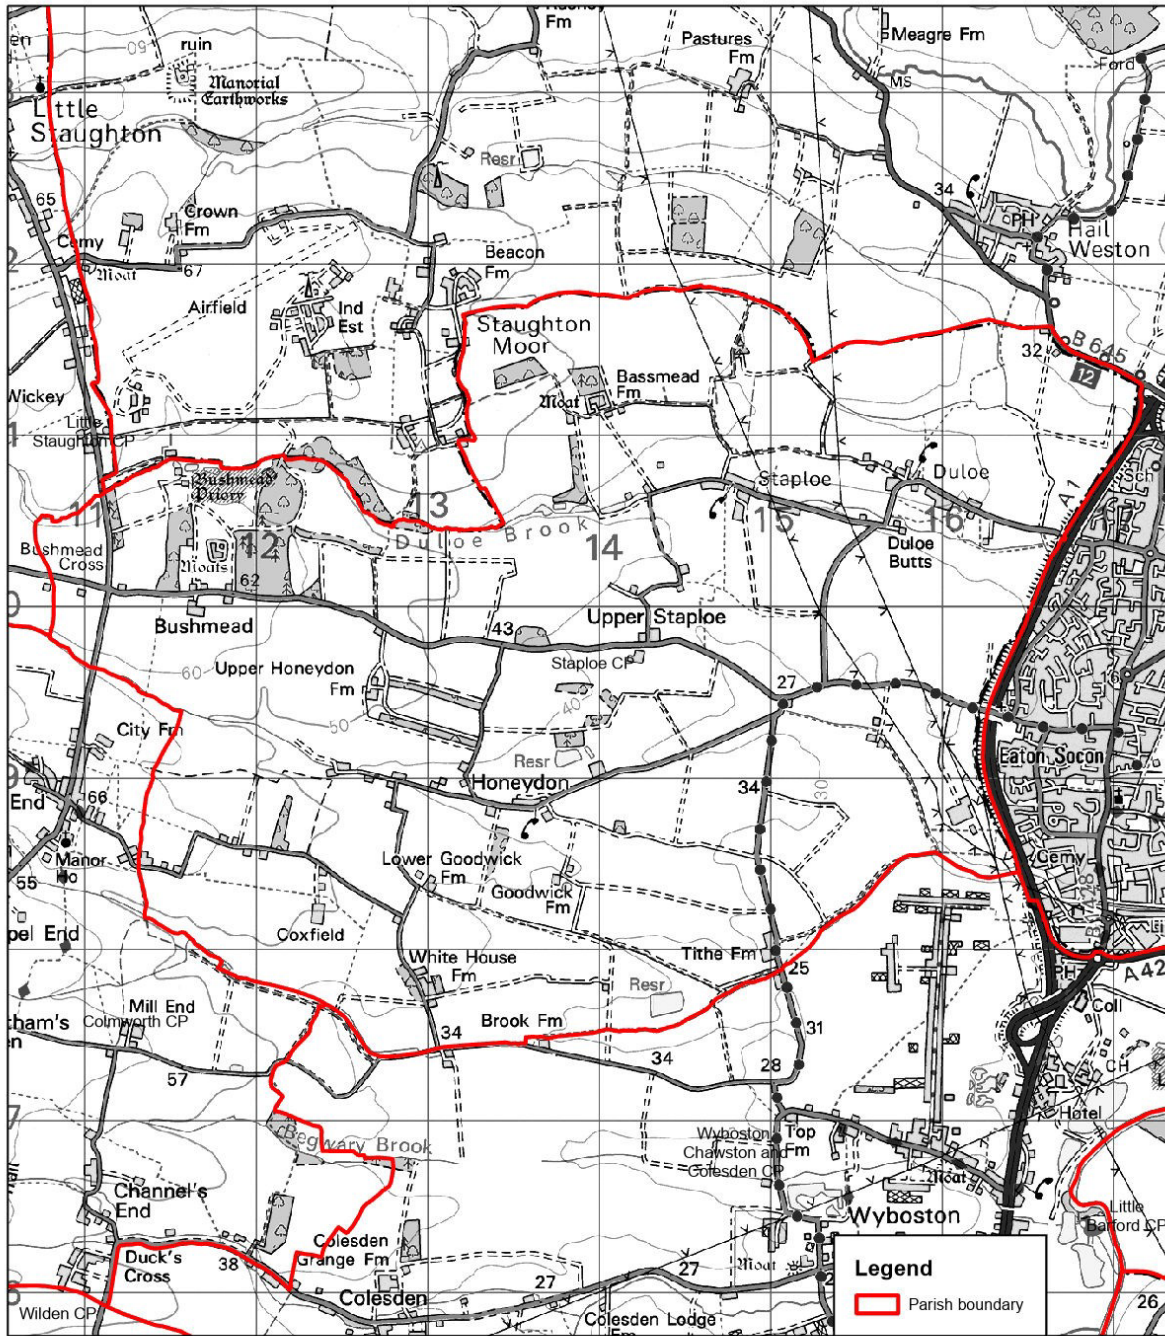 Fm
Pastures
Fm
Meagre Fm
ruin
60
Manorial
Earthworks
Ford
MS
Little
Staughton
Resr
65
Crown
Fm
34
PH
Hail
Weston
Cemy
Moat
67
Beacon
Fm
Airfield
Ind
Est
Staughton
Moor
32
B 645
12
Bassmead
Fm
Moat
Wickey
Little
Staughton CP
Bushmead
Priory
Staploe
Duloe
A1
Sch
11
12
13
14
15
16
Duloe Brook
Duloe
Butts
Bushmead
Cross
Moats
62
Bushmead
43
Upper Staploe
Staploe CP
Upper Honeydon
Fm
60
50
40
27
16
City Fm
Resr
Honeydon
Eaton Socon
End
66
34
30
Manor
Ho
55
Lower Goodwick
Fm
Goodwick
Fm
Cemy
Coxfield
White House
Fm
Tithe Fm
25
Resr
PH
A42
Mill End
Colmworth CP
34
Brook Fm
31
Coll
57
34
28
CH
Hotel
Begwary Brook
Wyboston
Chawston and
Colesden CP
Top
Fm
Moat
Channel's
End
Wyboston
Little
Barford CP
Duck's
Cross
38
Colesden
Grange Fm
Moat
27
27
Colesden
Colesden Lodge
Wilden CP
26
Legend
Parish boundary